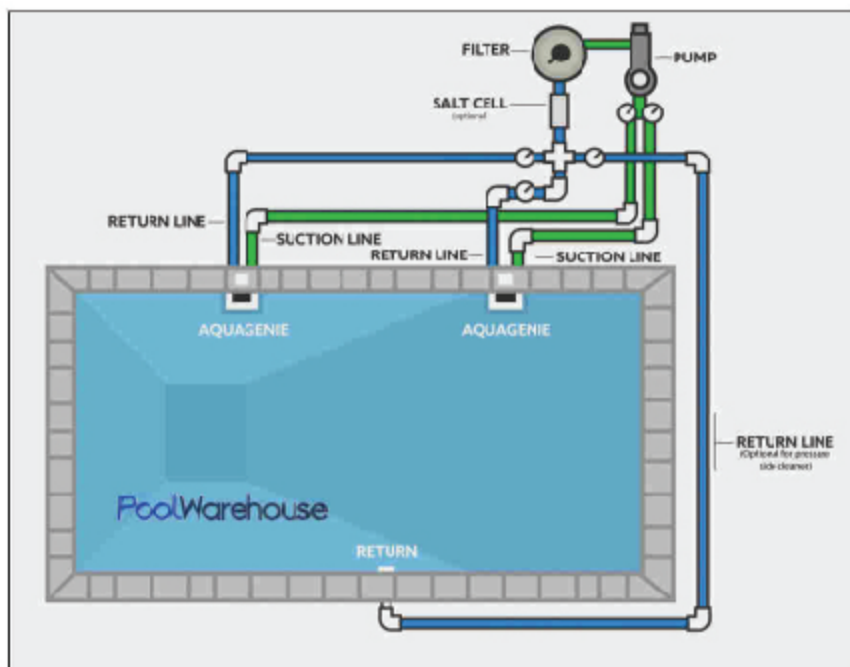 FILTER
PUMP
SALT CELL
(optional)
RETURN LINE
SUCTION LINE
RETURN LINE
SUCTION LINE
AQUAGENIE
AQUAGENIE
RETURN LINE
(Optional for pressure
side cleaner)
PoolWarehouse
RETURN